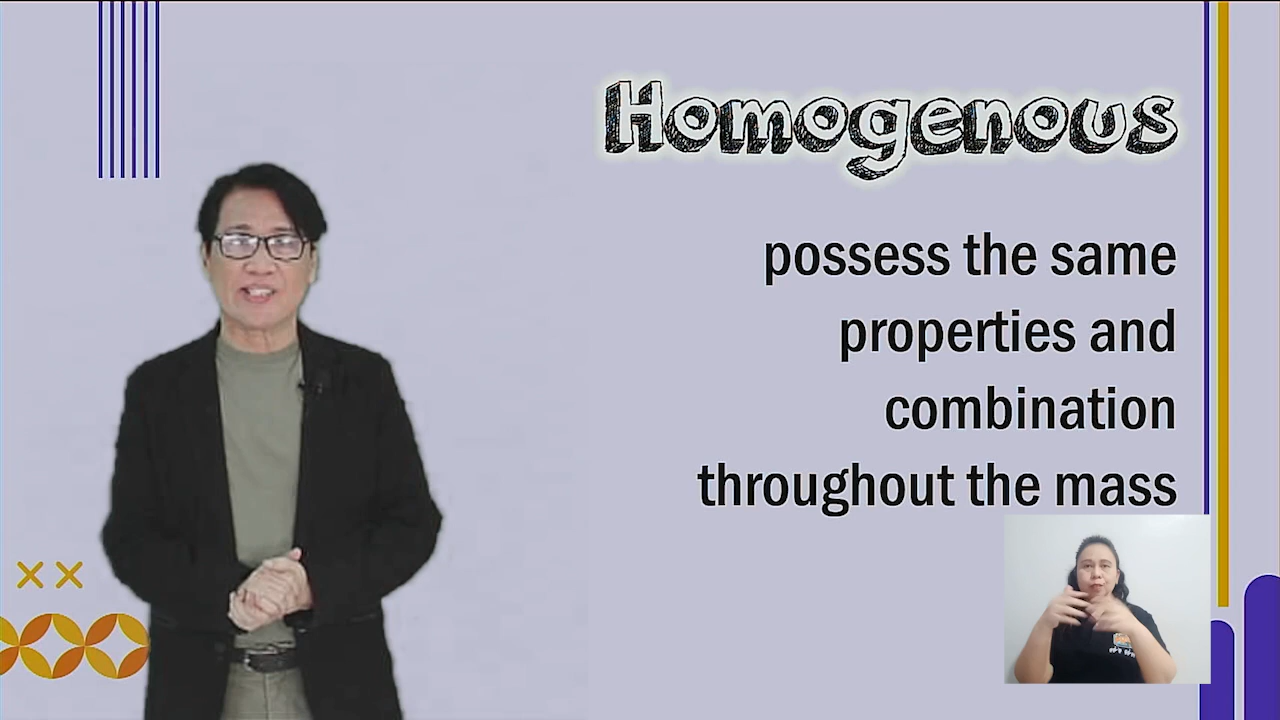 Homogenous
possess the same
properties and
combination
throughout the mass